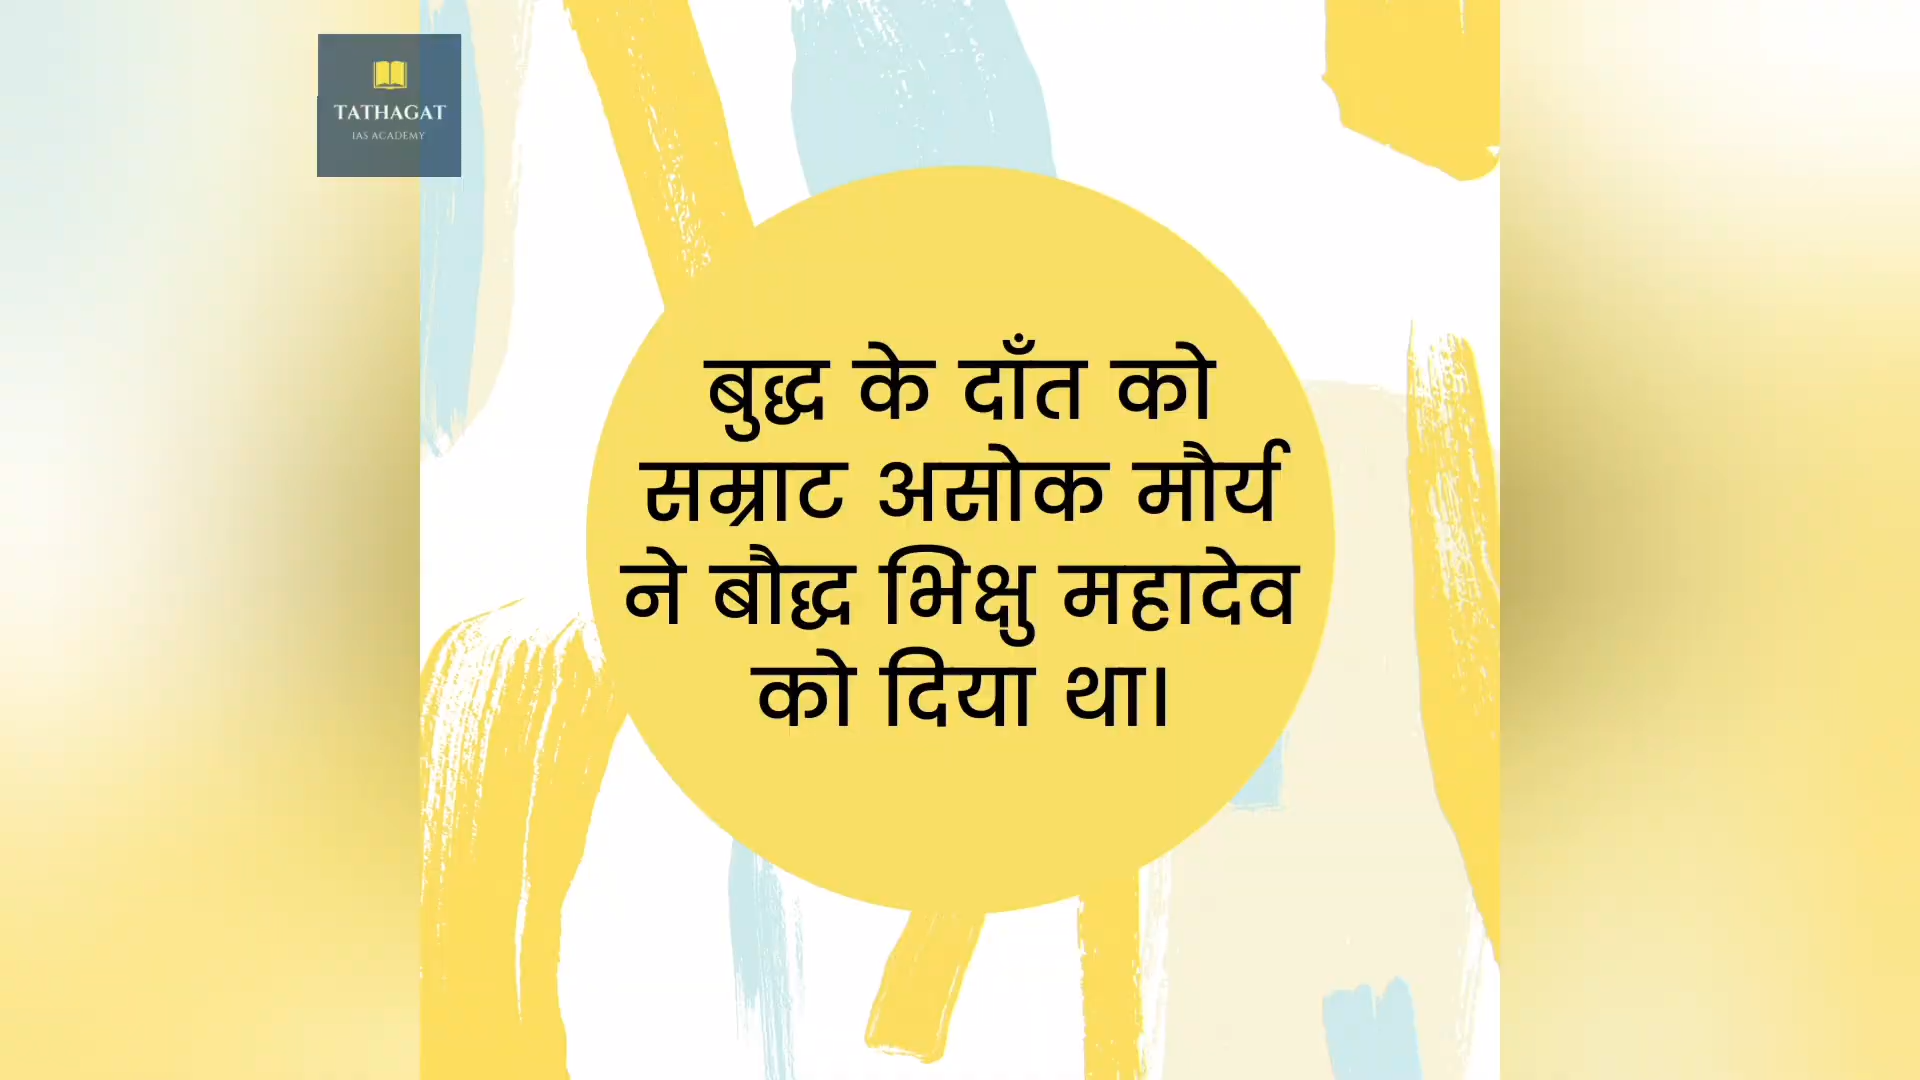 TATHAGAT
IAS ACADEMY
बुद्ध के दाँत को
सम्राट असोक मौर्य
ने बौद्ध भिक्षु महादेव
को दिया था।